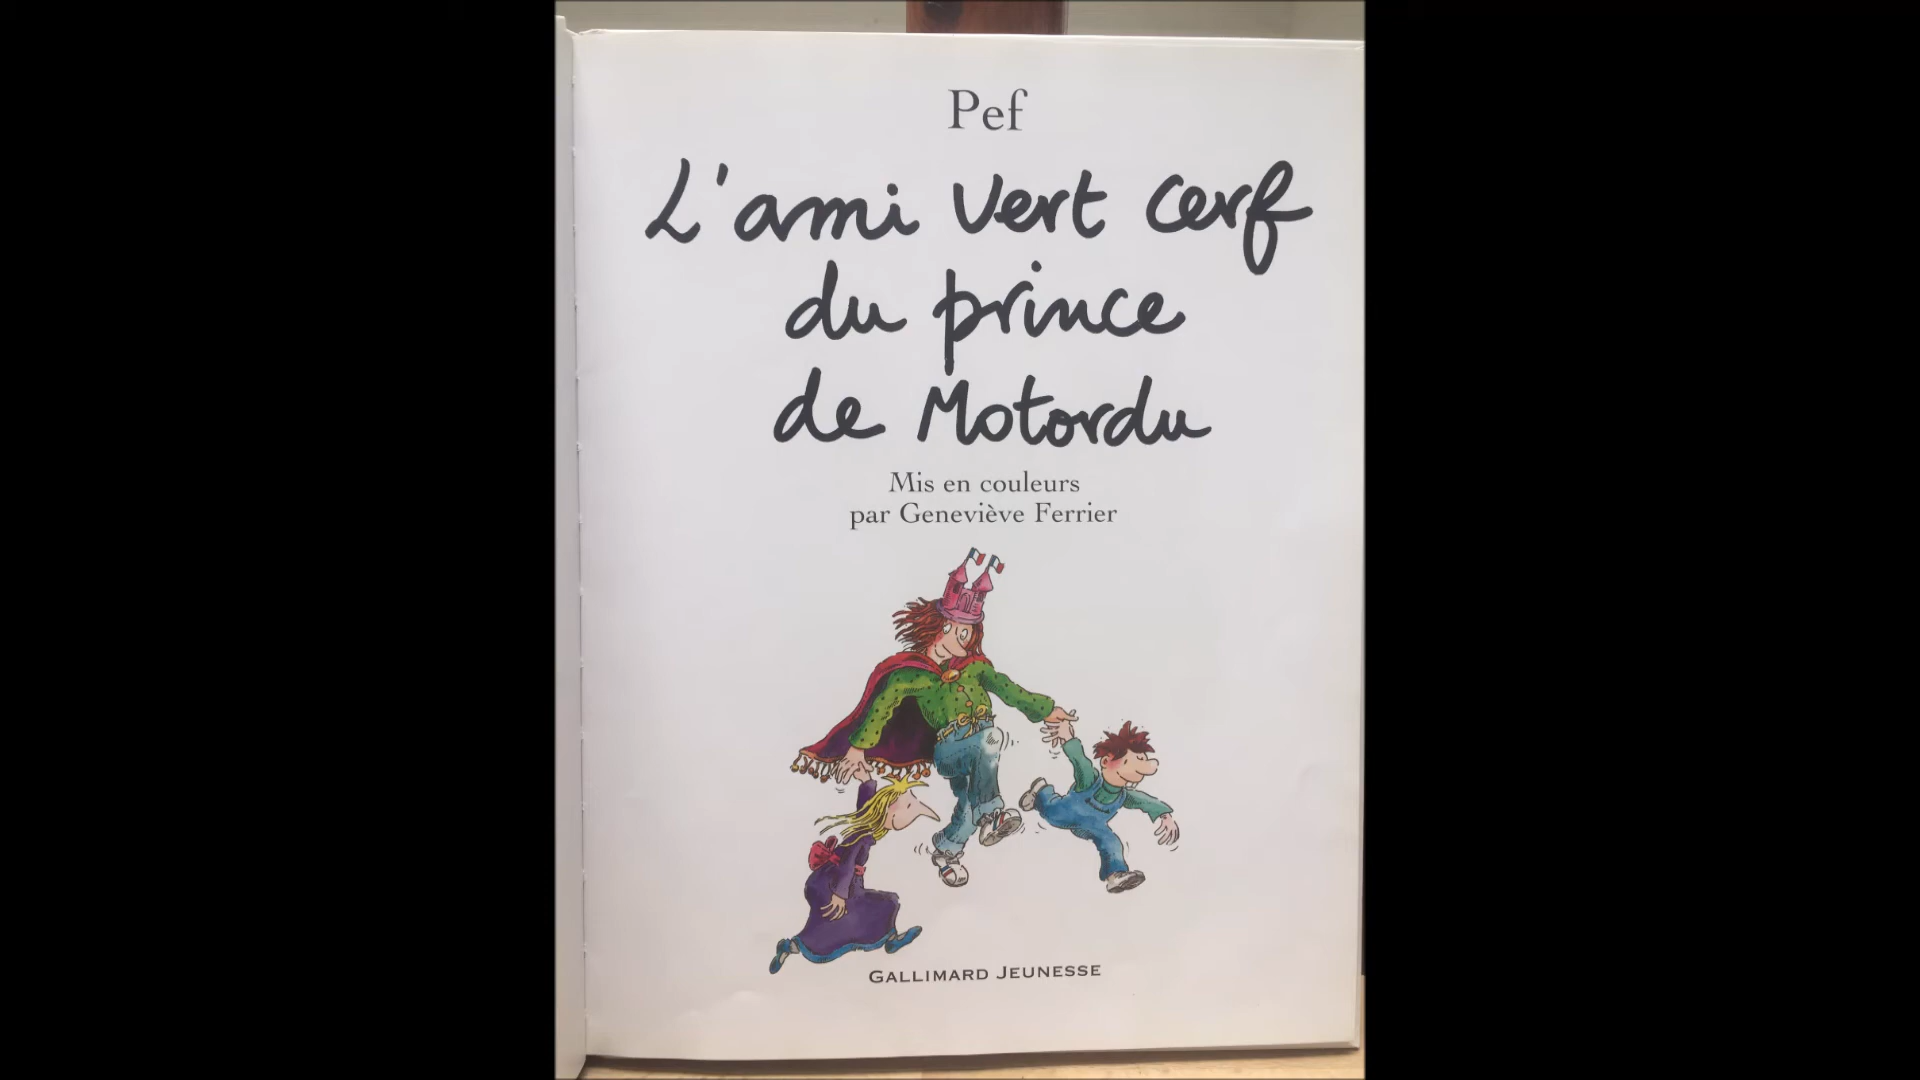 Pef
L'ami vert cerf
du prince
de Motordu
Mis en couleurs
par Geneviève Ferrier
GALLIMARD JEUNESSE